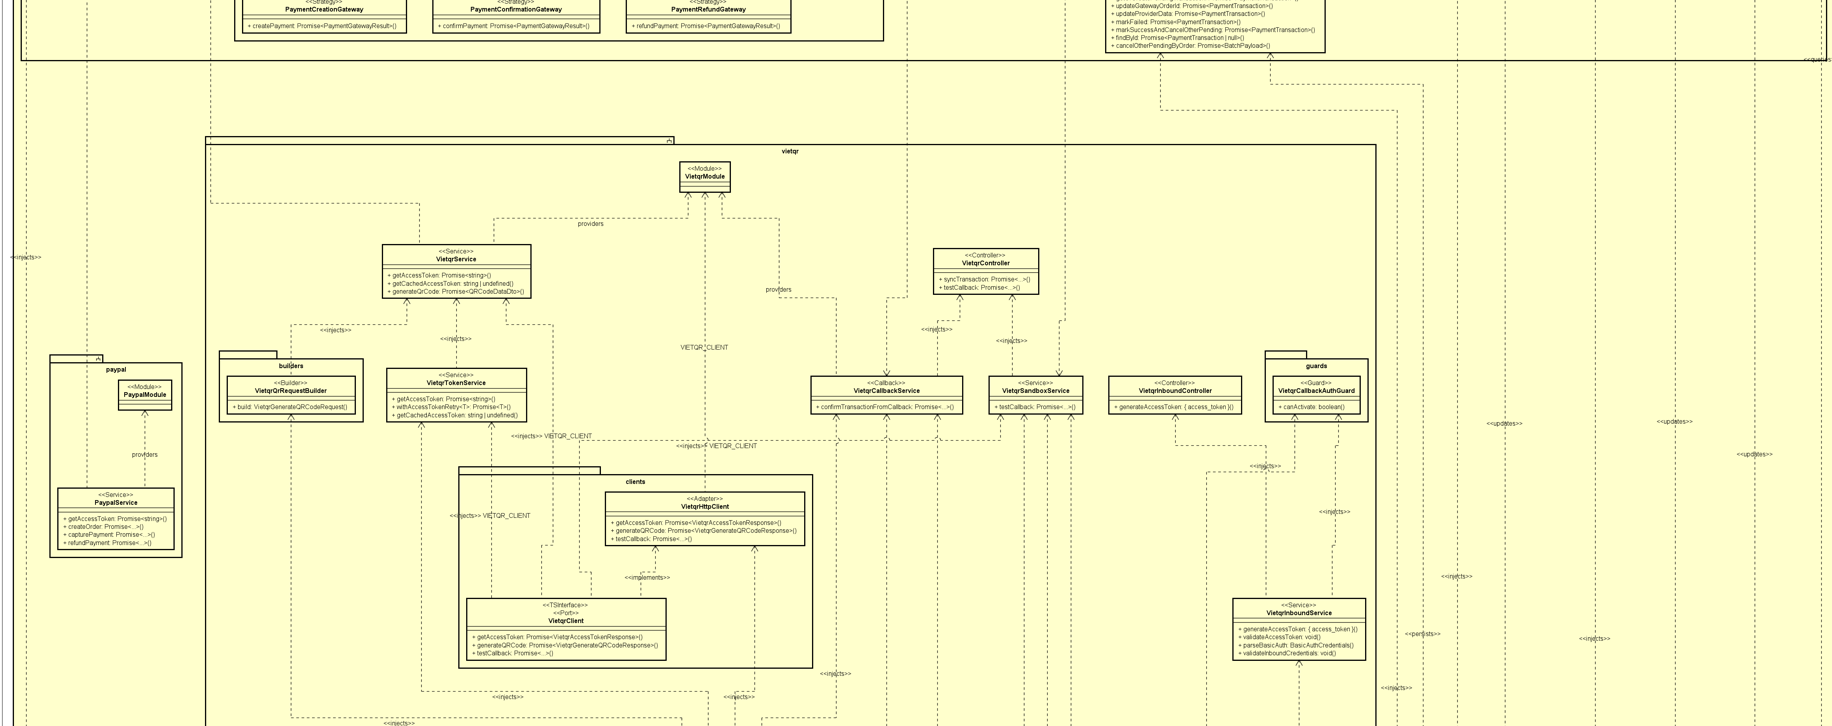 <<Strategy>>
PaymentCreationGateway
+ createPayment: Promise<PaymentGatewayResult>()
<<Strategy>>
PaymentConfirmationGateway
+ confirmPayment: Promise<PaymentGatewayResult>()
<<Strategy>>
PaymentRefundGateway
+ refundPayment: Promise<PaymentGatewayResult>()
+ updateGatewayOrderId: Promise<PaymentTransaction>()
+ updateProviderData: Promise<PaymentTransaction>()
+ markFailed: Promise<PaymentTransaction>()
+ markSuccessAndCancelOtherPending: Promise<PaymentTransaction>()
+ findById: Promise<PaymentTransaction | null>()
+ cancelOtherPendingByOrder: Promise<BatchPayload>()
vietqr
<<Module>>
VietqrModule
providers
<<injects>>
<<Service>>
VietqrService
+ getAccessToken: Promise<string>()
+ getCachedAccessToken: string | undefined()
+ generateQrCode: Promise<QRCodeDataDto>()
<<Controller>>
VietqrController
+ syncTransaction: Promise<...>()
+ testCallback: Promise<...>()
providers
<<injects>>
<<injects>>
<<injects>>
<<injects>>
VIETQR_CLIENT
paypal
<<Module>>
PaypalModule
providers
<<Service>>
PaypalService
+ getAccessToken: Promise<string>()
+ createOrder: Promise<...>()
+ capturePayment: Promise<...>()
+ refundPayment: Promise<...>()
builders
<<Builder>>
VietqrQrRequestBuilder
+ build: VietqrGenerateQRCodeRequest()
<<Service>>
VietqrTokenService
+ getAccessToken: Promise<string>()
+ withAccessTokenRetry<T>: Promise<T>()
+ getCachedAccessToken: string | undefined()
<<Callback>>
VietqrCallbackService
+ confirmTransactionFromCallback: Promise<...>()
<<Service>>
VietqrSandboxService
+ testCallback: Promise<...>()
<<Controller>>
VietqrInboundController
+ generateAccessToken: { access_token }()
guards
<<Guard>>
VietqrCallbackAuthGuard
+ canActivate: boolean()
<<updates>>
<<updates>>
<<updates>>
<<injects>> VIETQR_CLIENT
<<injects>> VIETQR_CLIENT
<<injects>>
<<injects>> VIETQR_CLIENT
<<injects>>
clients
<<Adapter>>
VietqrHttpClient
+ getAccessToken: Promise<VietqrAccessTokenResponse>()
+ generateQRCode: Promise<VietqrGenerateQRCodeResponse>()
+ testCallback: Promise<...>()
<<implements>>
<<TSInterface>>
<<Port>>
VietqrClient
+ getAccessToken: Promise<VietqrAccessTokenResponse>()
+ generateQRCode: Promise<VietqrGenerateQRCodeResponse>()
+ testCallback: Promise<...>()
<<Service>>
VietqrInboundService
+ generateAccessToken: { access_token }()
+ validateAccessToken: void()
+ parseBasicAuth: BasicAuthCredentials()
+ validateInboundCredentials: void()
<<injects>>
<<persists>>
<<injects>>
<<injects>>
<<injects>>
<<injects>>
<<injects>>
<<injects>>